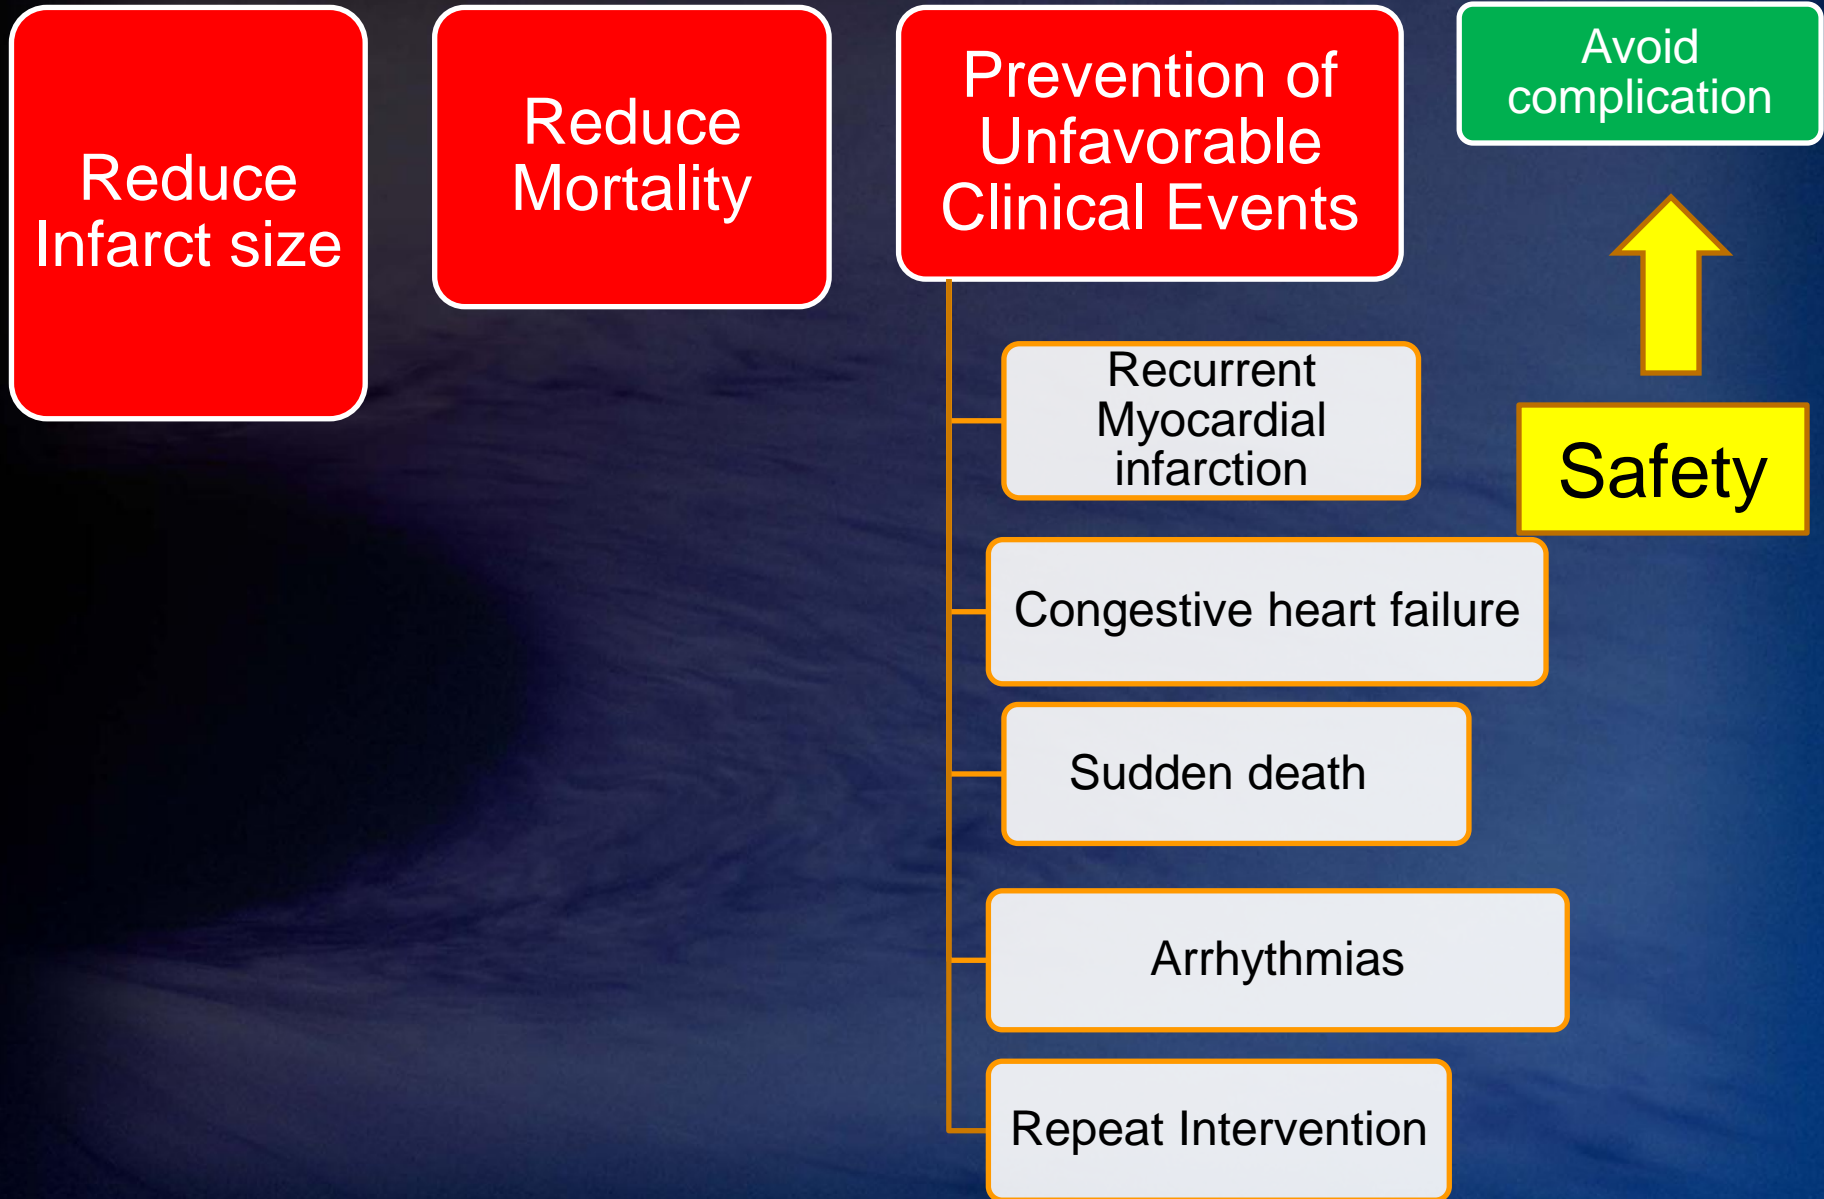 Reduce
Infarct size
Reduce
Mortality
Prevention of
Unfavorable
Clinical Events
Avoid
complication
Recurrent
Myocardial
infarction
Safety
Congestive heart failure
Sudden death
Arrhythmias
Repeat Intervention